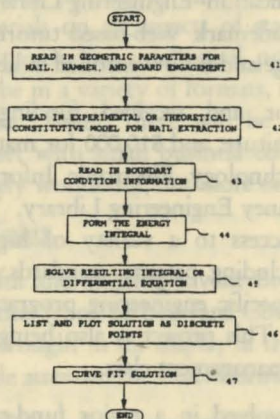 START
READ IN GEOMETRIC PARAMETERS FOR
NAIL, HAMMER, AND BOARD ENGAGEMENT
41
READ IN EXPERIMENTAL OR THEORETICAL
CONSTITUTIVE MODEL FOR NAIL EXTRACTION
42
READ IN BOUNDARY
CONDITION INFORMATION
43
FORM THE ENERGY
INTEGRAL
44
SOLVE RESULTING INTEGRAL OR
DIFFERENTIAL EQUATION
45
LIST AND PLOT SOLUTION AS DISCRETE
POINTS
46
CURVE FIT SOLUTION
47
END